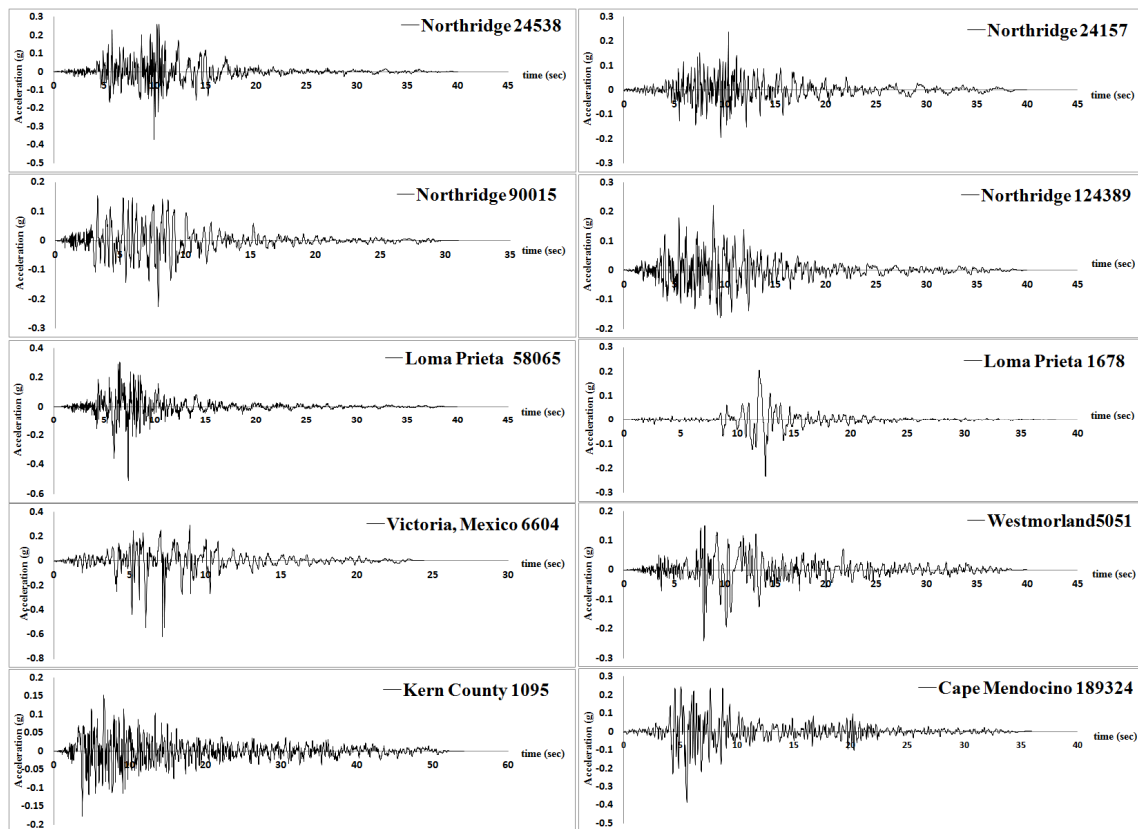 Northridge 24538
Acceleration (g)
0.3
0.2
0.1
0
-0.1
-0.2
-0.3
-0.4
-0.5
0 5 10 15 20 25 30 35 40 45
time (sec)
Northridge 24157
Acceleration (g)
0.3
0.2
0.1
0
-0.1
-0.2
-0.3
0 5 10 15 20 25 30 35 40 45
time (sec)
Northridge 90015
Acceleration (g)
0.2
0.1
0
-0.1
-0.2
-0.3
0 5 10 15 20 25 30 35
time (sec)
Northridge 124389
Acceleration (g)
0.3
0.2
0.1
0
-0.1
-0.2
0 5 10 15 20 25 30 35 40 45
time (sec)
Loma Prieta 58065
Acceleration (g)
0.4
0.2
0
-0.2
-0.4
-0.6
0 5 10 15 20 25 30 35 40 45
time (sec)
Loma Prieta 1678
Acceleration (g)
0.3
0.2
0.1
0
-0.1
-0.2
-0.3
0 5 10 15 20 25 30 35 40
time (sec)
Victoria, Mexico 6604
Acceleration (g)
0.4
0.2
0
-0.2
-0.4
-0.6
-0.8
0 5 10 15 20 25 30
time (sec)
Westmorland5051
Acceleration (g)
0.2
0.1
0
-0.1
-0.2
-0.3
0 5 10 15 20 25 30 35 40 45
time (sec)
Kern County 1095
Acceleration (g)
0.2
0.15
0.1
0.05
0
-0.05
-0.1
-0.15
-0.2
0 10 20 30 40 50 60
time (sec)
Cape Mendocino 189324
Acceleration (g)
0.3
0.2
0.1
0
-0.1
-0.2
-0.3
-0.4
-0.5
0 5 10 15 20 25 30 35 40
time (sec)